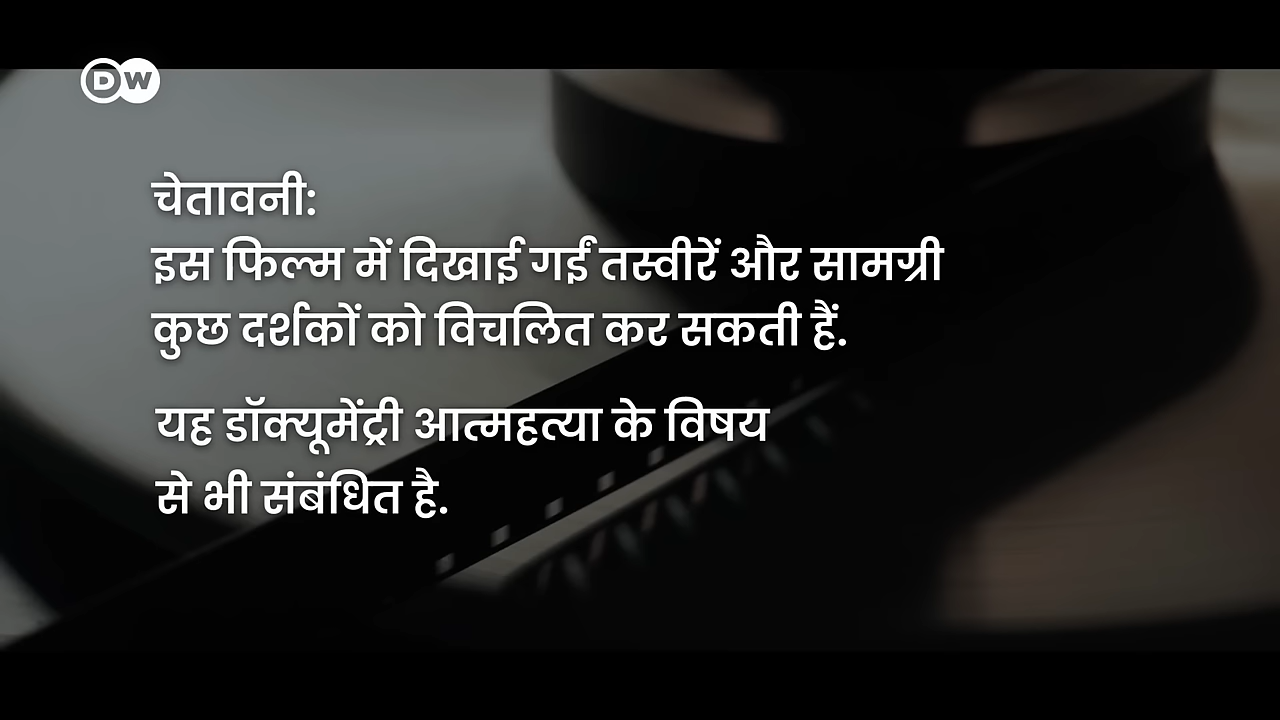 DW
चेतावनी:
इस फिल्म में दिखाई गईं तस्वीरें और सामग्री
कुछ दर्शकों को विचलित कर सकती हैं.
यह डॉक्यूमेंट्री आत्महत्या के विषय
से भी संबंधित है.